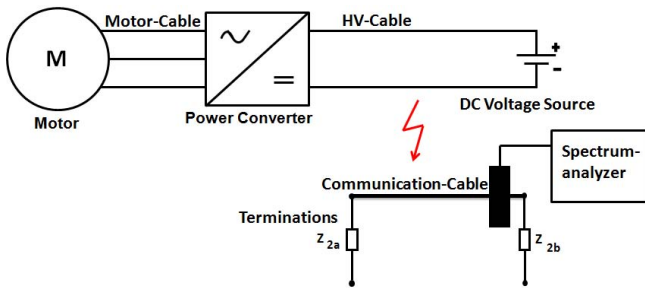 Motor-Cable
HV-Cable
M
+
-
Motor
Power Converter
DC Voltage Source
Spectrum-
analyzer
Communication-Cable
Terminations
Z 2a
Z 2b